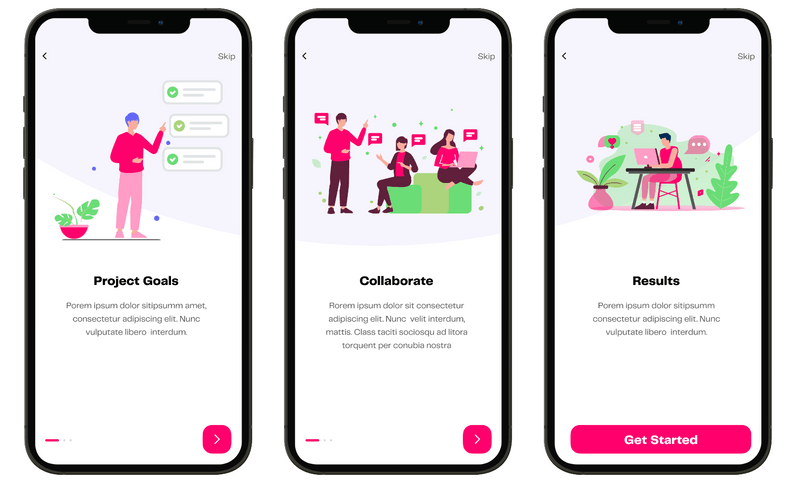 Skip
Project Goals
Porem ipsum dolor sitipsumm amet,
consectetur adipiscing elit. Nunc
vulputate libero interdum.
Skip
Collaborate
Rorem ipsum dolor sit consectetur
adipiscing elit. Nunc velit interdum,
mattis. Class taciti sociosqu ad litora
torquent per conubia nostra
Skip
Results
Porem ipsum dolor sitipsumm
consectetur adipiscing elit. Nunc
vulputate libero interdum.
Get Started